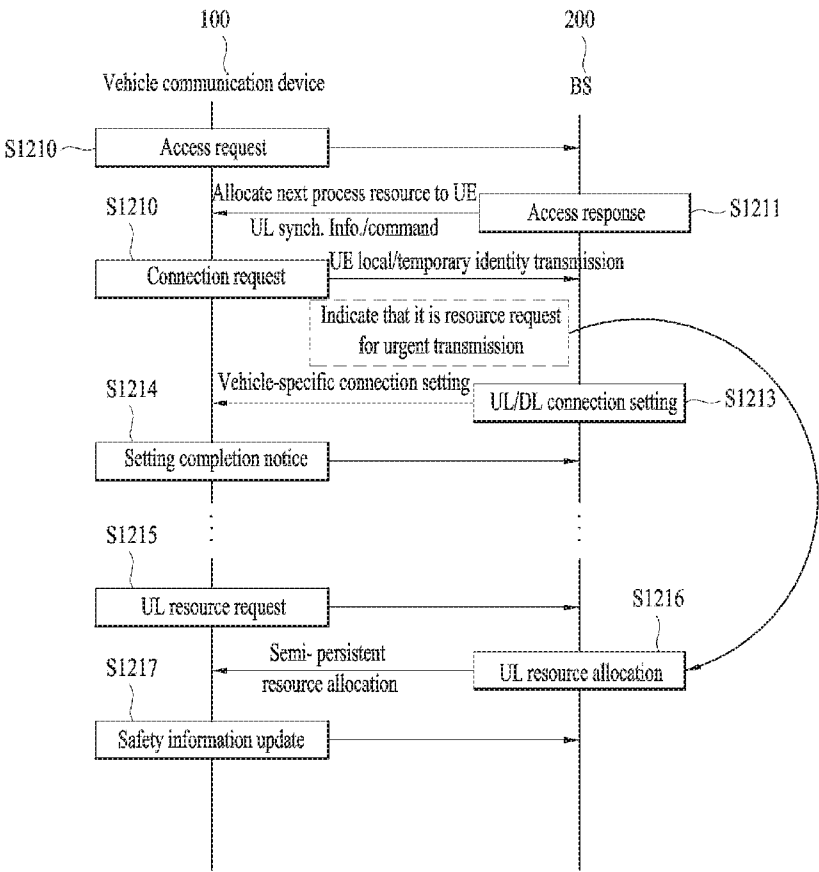 100
200
Vehicle communication device
BS
S1210
Access request
Allocate next process resource to UE
S1210
Access response
S1211
UL synch. Info./command
Connection request
UE local/temporary identity transmission
Indicate that it is resource request
for urgent transmission
Vehicle-specific connection setting
S1214
UL/DL connection setting
S1213
Setting completion notice
S1215
UL resource request
S1216
Semi- persistent
resource allocation
UL resource allocation
S1217
Safety information update